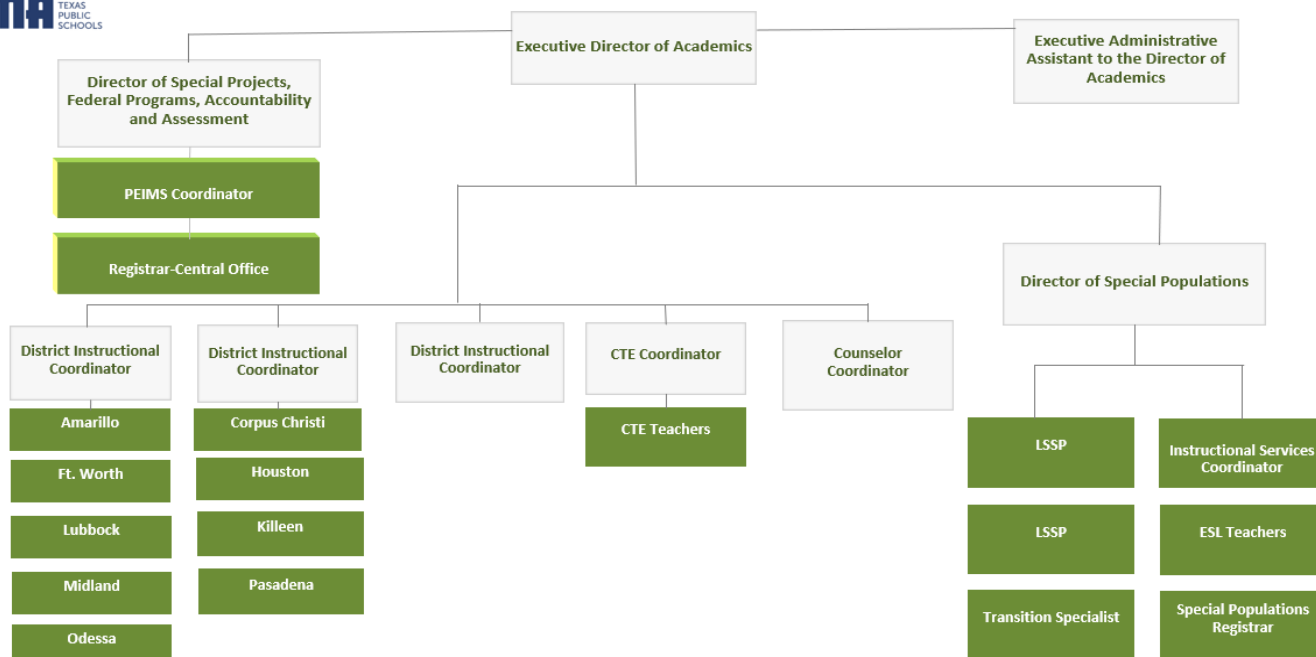 TEXAS
PUBLIC
SCHOOLS
Executive Director of Academics
Executive Administrative
Assistant to the Director of
Academics
Director of Special Projects,
Federal Programs, Accountability
and Assessment
PEIMS Coordinator
Registrar-Central Office
Director of Special Populations
District Instructional
Coordinator
District Instructional
Coordinator
District Instructional
Coordinator
CTE Coordinator
Counselor
Coordinator
Amarillo
Ft. Worth
Lubbock
Midland
Odessa
Corpus Christi
Houston
Killeen
Pasadena
CTE Teachers
LSSP
LSSP
Transition Specialist
Instructional Services
Coordinator
ESL Teachers
Special Populations
Registrar